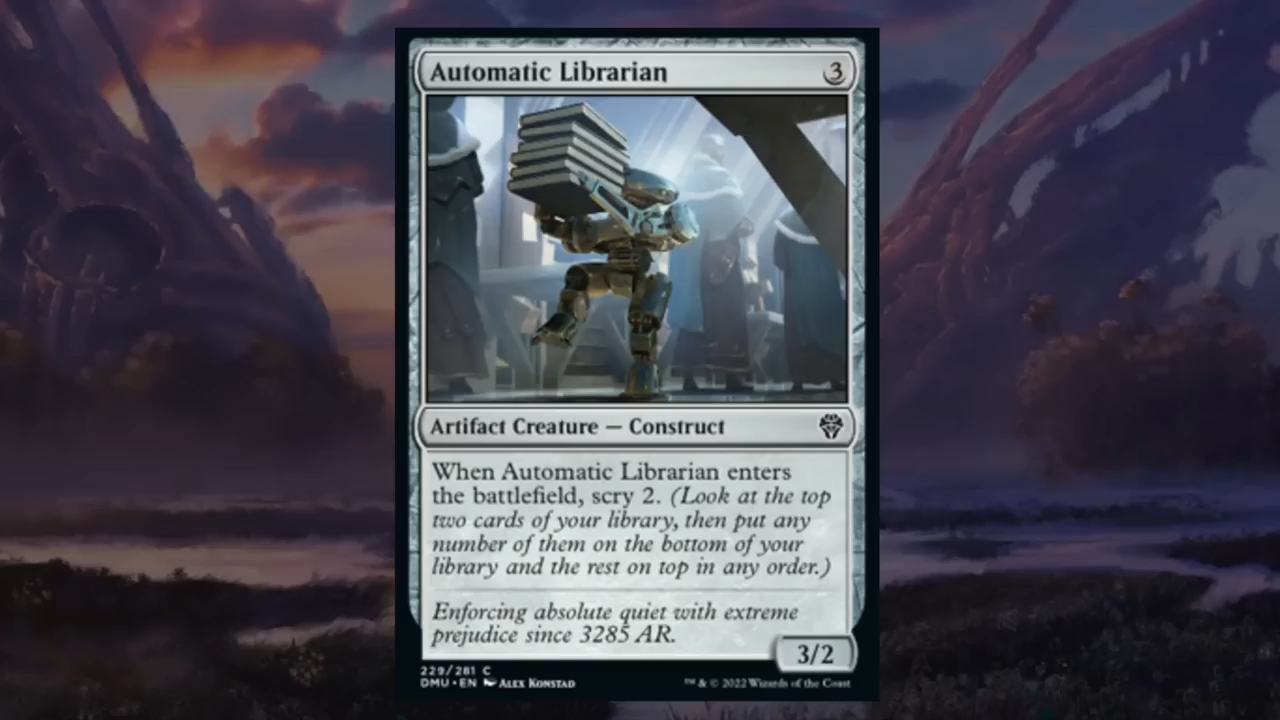 Automatic Librarian 3
Artifact Creature — Construct
When Automatic Librarian enters
the battlefield, scry 2. (Look at the top
two cards of your library, then put any
number of them on the bottom of your
library and the rest on top in any order.)
Enforcing absolute quiet with extreme
prejudice since 3285 AR.
3/2
229/281 C
DMU • EN Alex Konstad ™ & © 2022 Wizards of the Coast